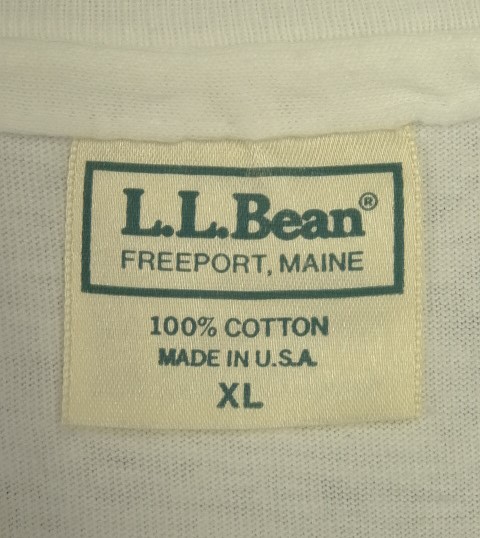 L.L.Bean®
FREEPORT, MAINE
100% COTTON
MADE IN U.S.A.
XL